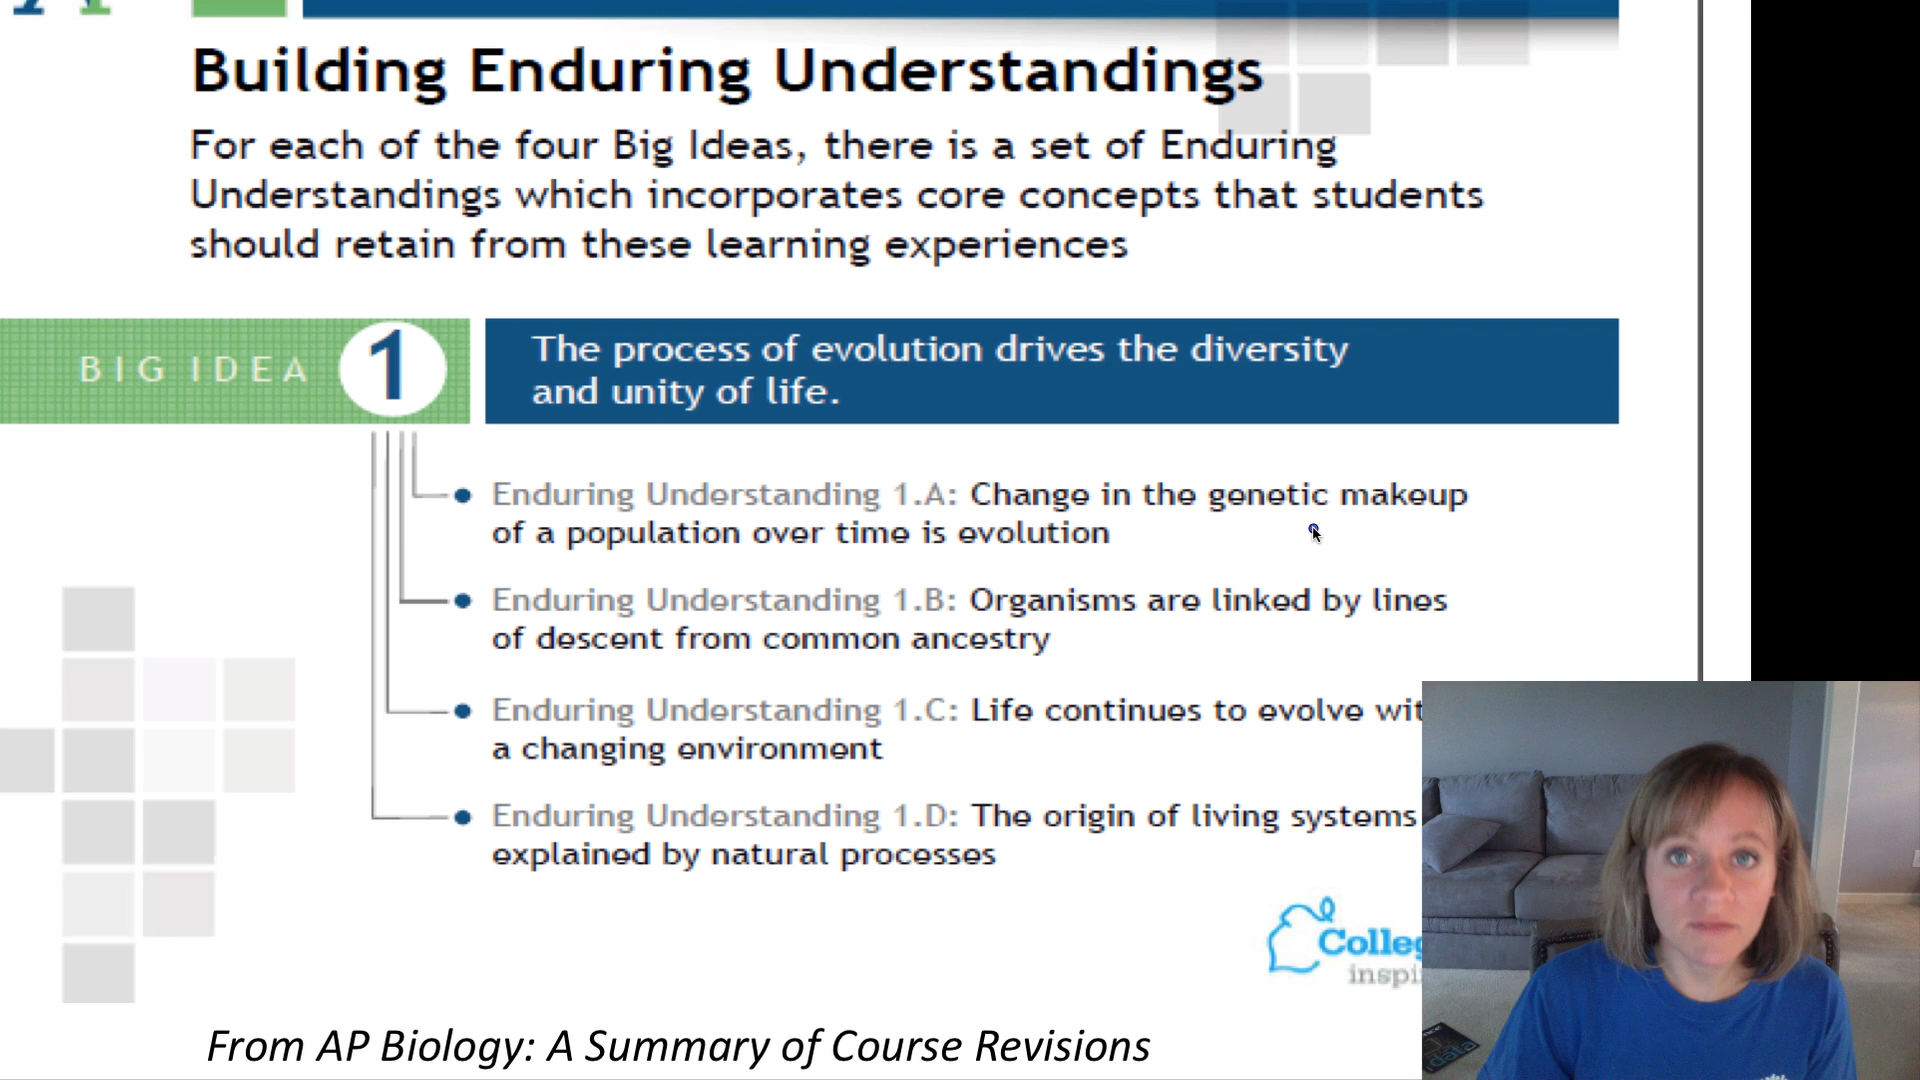 AP
Building Enduring Understandings
For each of the four Big Ideas, there is a set of Enduring
Understandings which incorporates core concepts that students
should retain from these learning experiences
BIG IDEA 1
The process of evolution drives the diversity
and unity of life.
Enduring Understanding 1.A: Change in the genetic makeup
of a population over time is evolution
Enduring Understanding 1.B: Organisms are linked by lines
of descent from common ancestry
Enduring Understanding 1.C: Life continues to evolve wit
a changing environment
Enduring Understanding 1.D: The origin of living systems
explained by natural processes
Colleg
inspi
From AP Biology: A Summary of Course Revisions
data